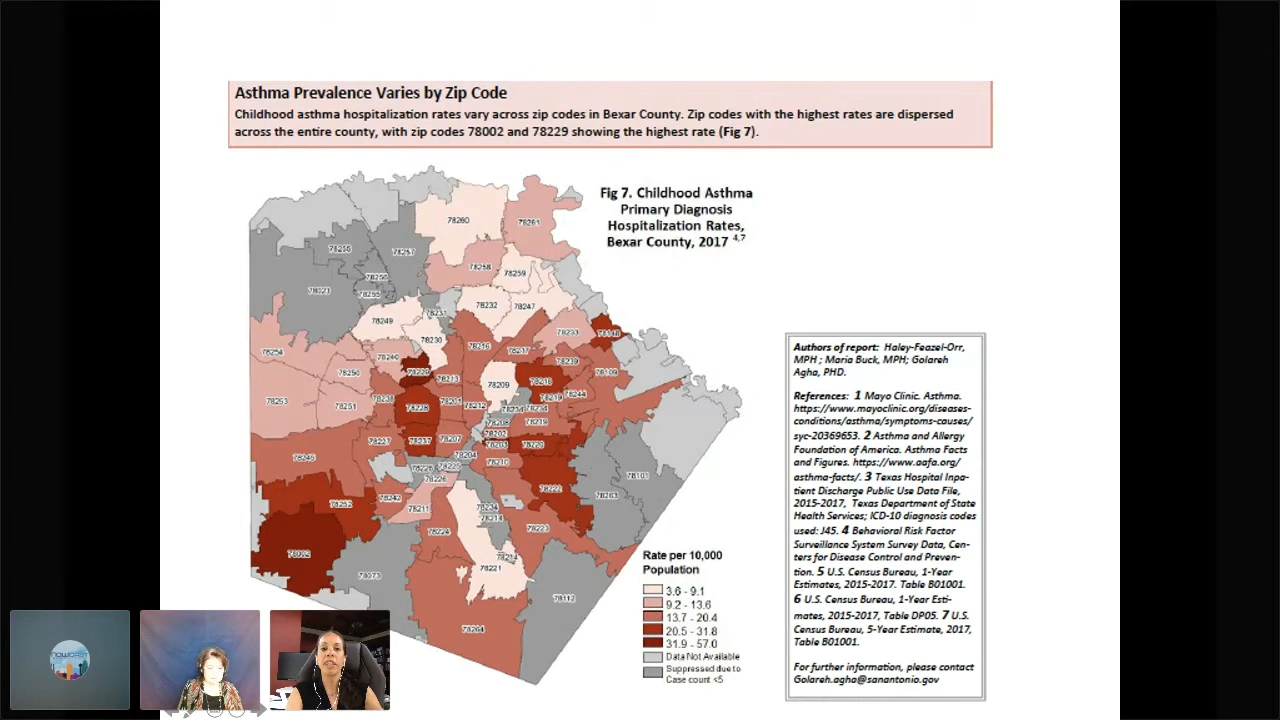 Asthma Prevalence Varies by Zip Code
Childhood asthma hospitalization rates vary across zip codes in Bexar County. Zip codes with the highest rates are dispersed
across the entire county, with zip codes 78002 and 78229 showing the highest rate (Fig 7).
Fig 7. Childhood Asthma
Primary Diagnosis
Hospitalization Rates,
Bexar County, 2017 4,7
78260
78261
78257
78258
78259
78023
78232
78247
78249
78230
78233
78148
78254
78240
78216
78217
78239
78250
78229
78213
78109
78209
78218
78253
78251
78238
78228
78201
78212
78244
78219
78208
78202
78227
78237
78207
78203
78220
78245
78204
78210
78101
78226
78225
78263
78222
78252
78242
78211
78224
78223
78214
78002
78073
78221
78112
78264
Rate per 10,000
Population
3.6 - 9.1
9.2 - 13.6
13.7 - 20.4
20.5 - 31.8
31.9 - 57.0
Data Not Available
Suppressed due to
Case count <5
Authors of report: Haley-Feazel-Orr,
MPH ; Maria Buck, MPH; Golareh
Agha, PHD.
References: 1 Mayo Clinic. Asthma.
https://www.mayoclinic.org/diseases-
conditions/asthma/symptoms-causes/
syc-20369653. 2 Asthma and Allergy
Foundation of America. Asthma Facts
and Figures. https://www.aafa.org/
asthma-facts/. 3 Texas Hospital Inpa-
tient Discharge Public Use Data File,
2015-2017, Texas Department of State
Health Services; ICD-10 diagnosis codes
used: J45. 4 Behavioral Risk Factor
Surveillance System Survey Data, Cen-
ters for Disease Control and Preven-
tion. 5 U.S. Census Bureau, 1-Year
Estimates, 2015-2017. Table B01001.
6 U.S. Census Bureau, 1-Year Esti-
mates, 2015-2017, Table DP05. 7 U.S.
Census Bureau, 5-Year Estimate, 2017,
Table B01001.
For further information, please contact
Golareh.agha@sanantonio.gov
NOWCAST